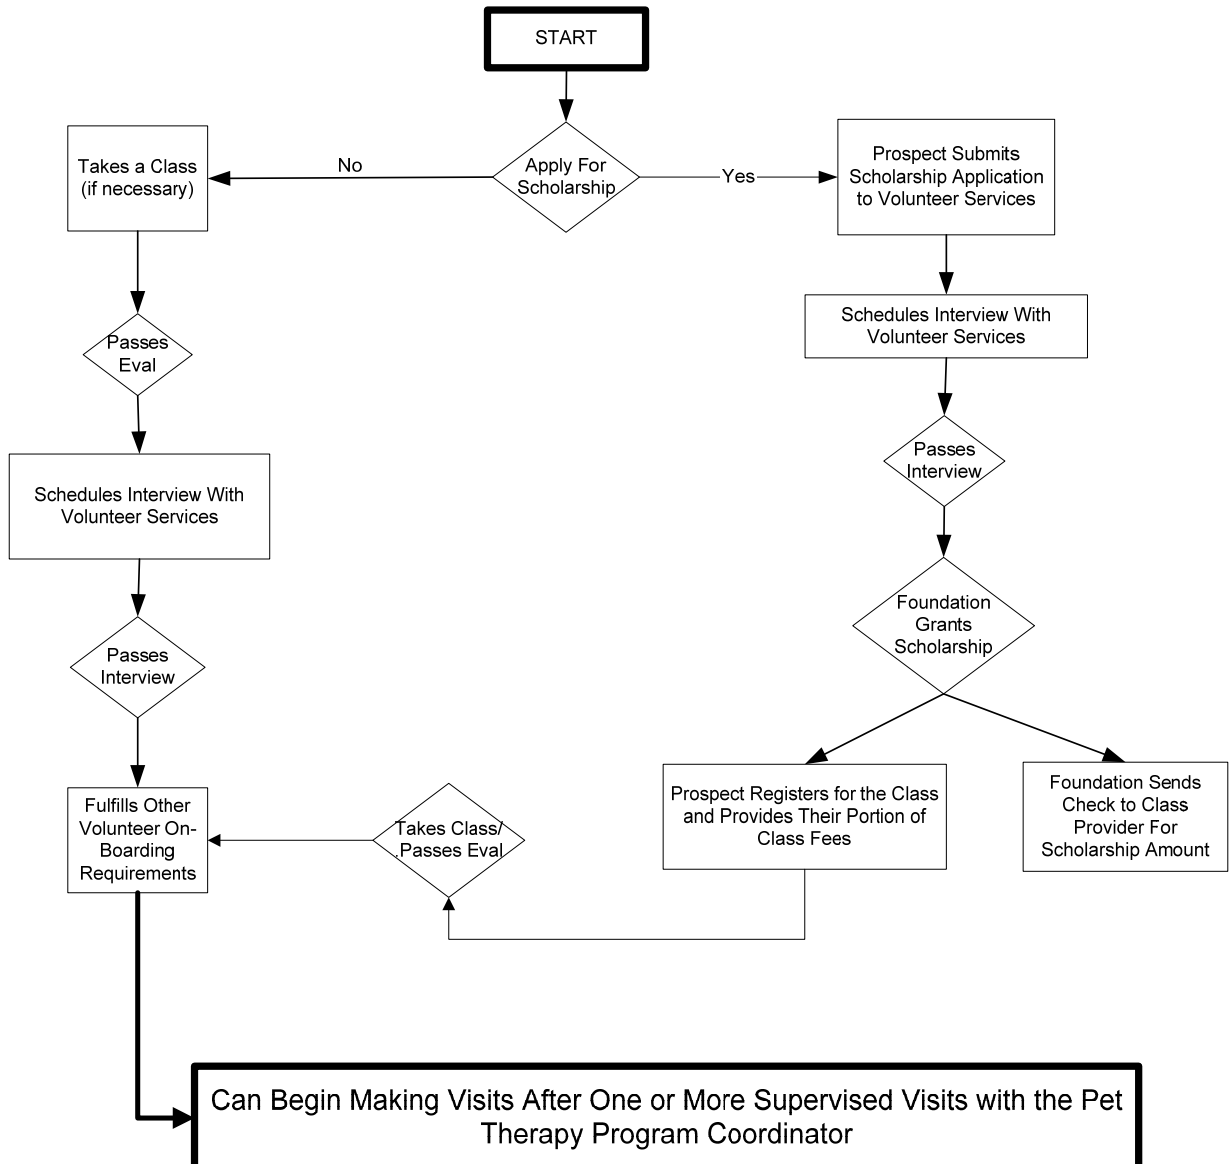 START
Apply For
Scholarship
No
Yes
Takes a Class
(if necessary)
Prospect Submits
Scholarship Application
to Volunteer Services
Schedules Interview With
Volunteer Services
Passes
Eval
Passes
Interview
Schedules Interview With
Volunteer Services
Foundation
Grants
Scholarship
Passes
Interview
Fulfills Other
Volunteer On-
Boarding
Requirements
Takes Class/
.Passes Eval
Prospect Registers for the Class
and Provides Their Portion of
Class Fees
Foundation Sends
Check to Class
Provider For
Scholarship Amount
Can Begin Making Visits After One or More Supervised Visits with the Pet
Therapy Program Coordinator